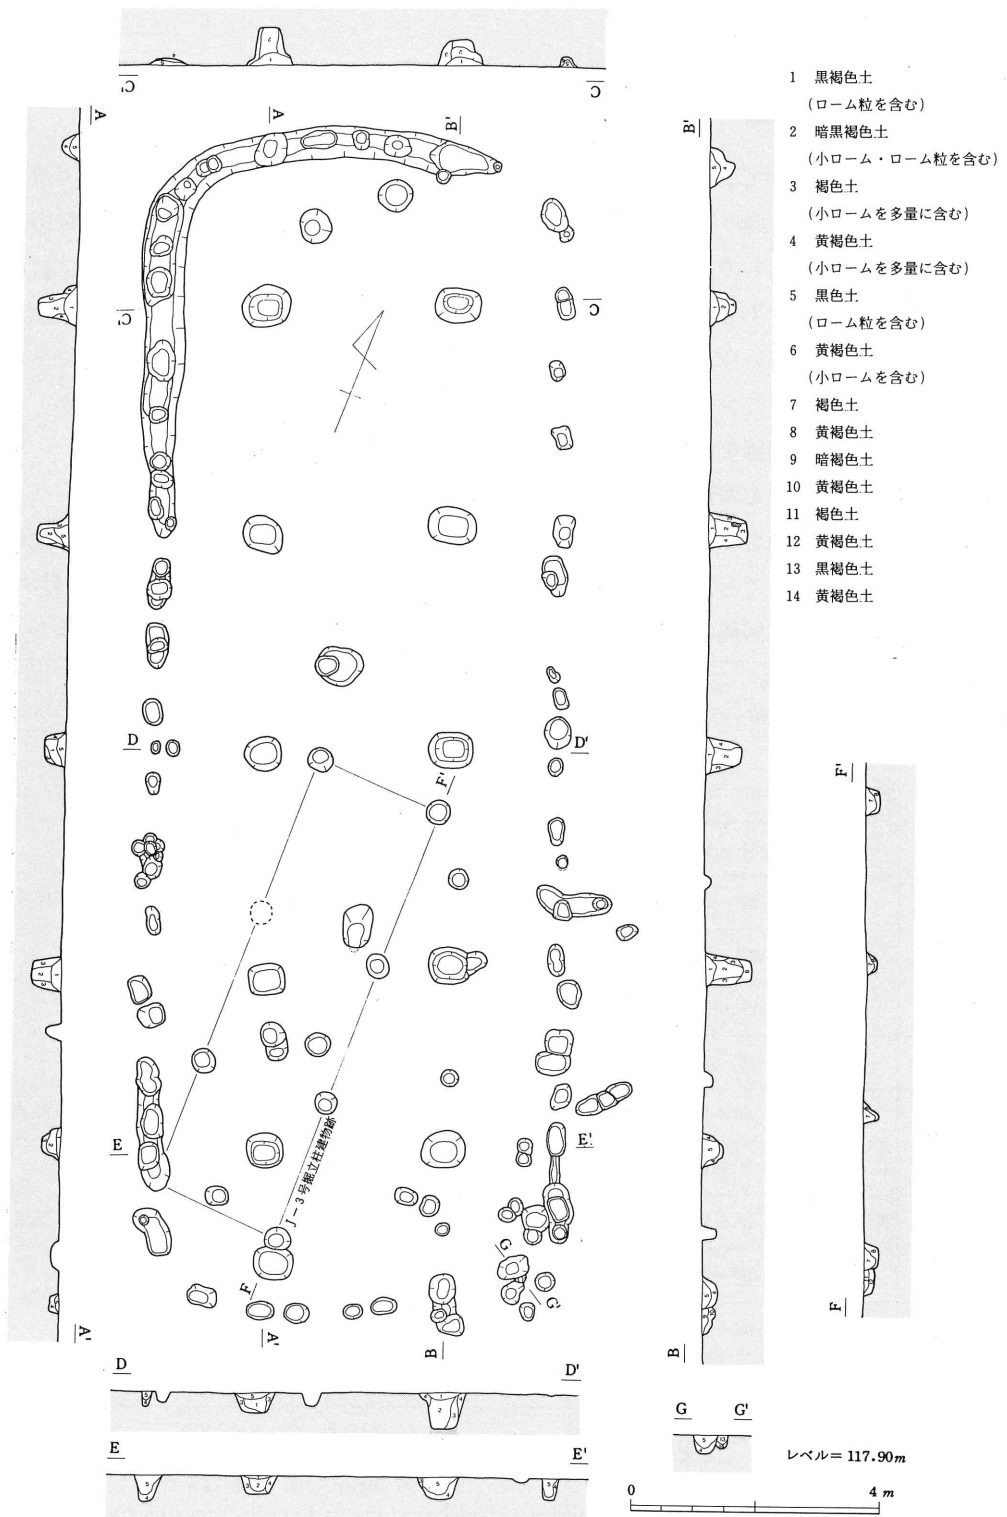 C'
C
A
A
B'
B'
1 黒褐色土
(ローム粒を含む)
2 暗黒褐色土
(小ローム・ローム粒を含む)
3 褐色土
(小ロームを多量に含む)
4 黄褐色土
(小ロームを多量に含む)
5 黒色土
(ローム粒を含む)
6 黄褐色土
(小ロームを含む)
7 褐色土
8 黄褐色土
9 暗褐色土
10 黄褐色土
11 褐色土
12 黄褐色土
13 黒褐色土
14 黄褐色土
C'
C
D
D'
F'
F'
E
E'
J-3号掘立柱建物跡
G
G'
F
F
A'
A'
B
B
D
D'
G
G'
E
E'
レベル=117.90m
0
4 m